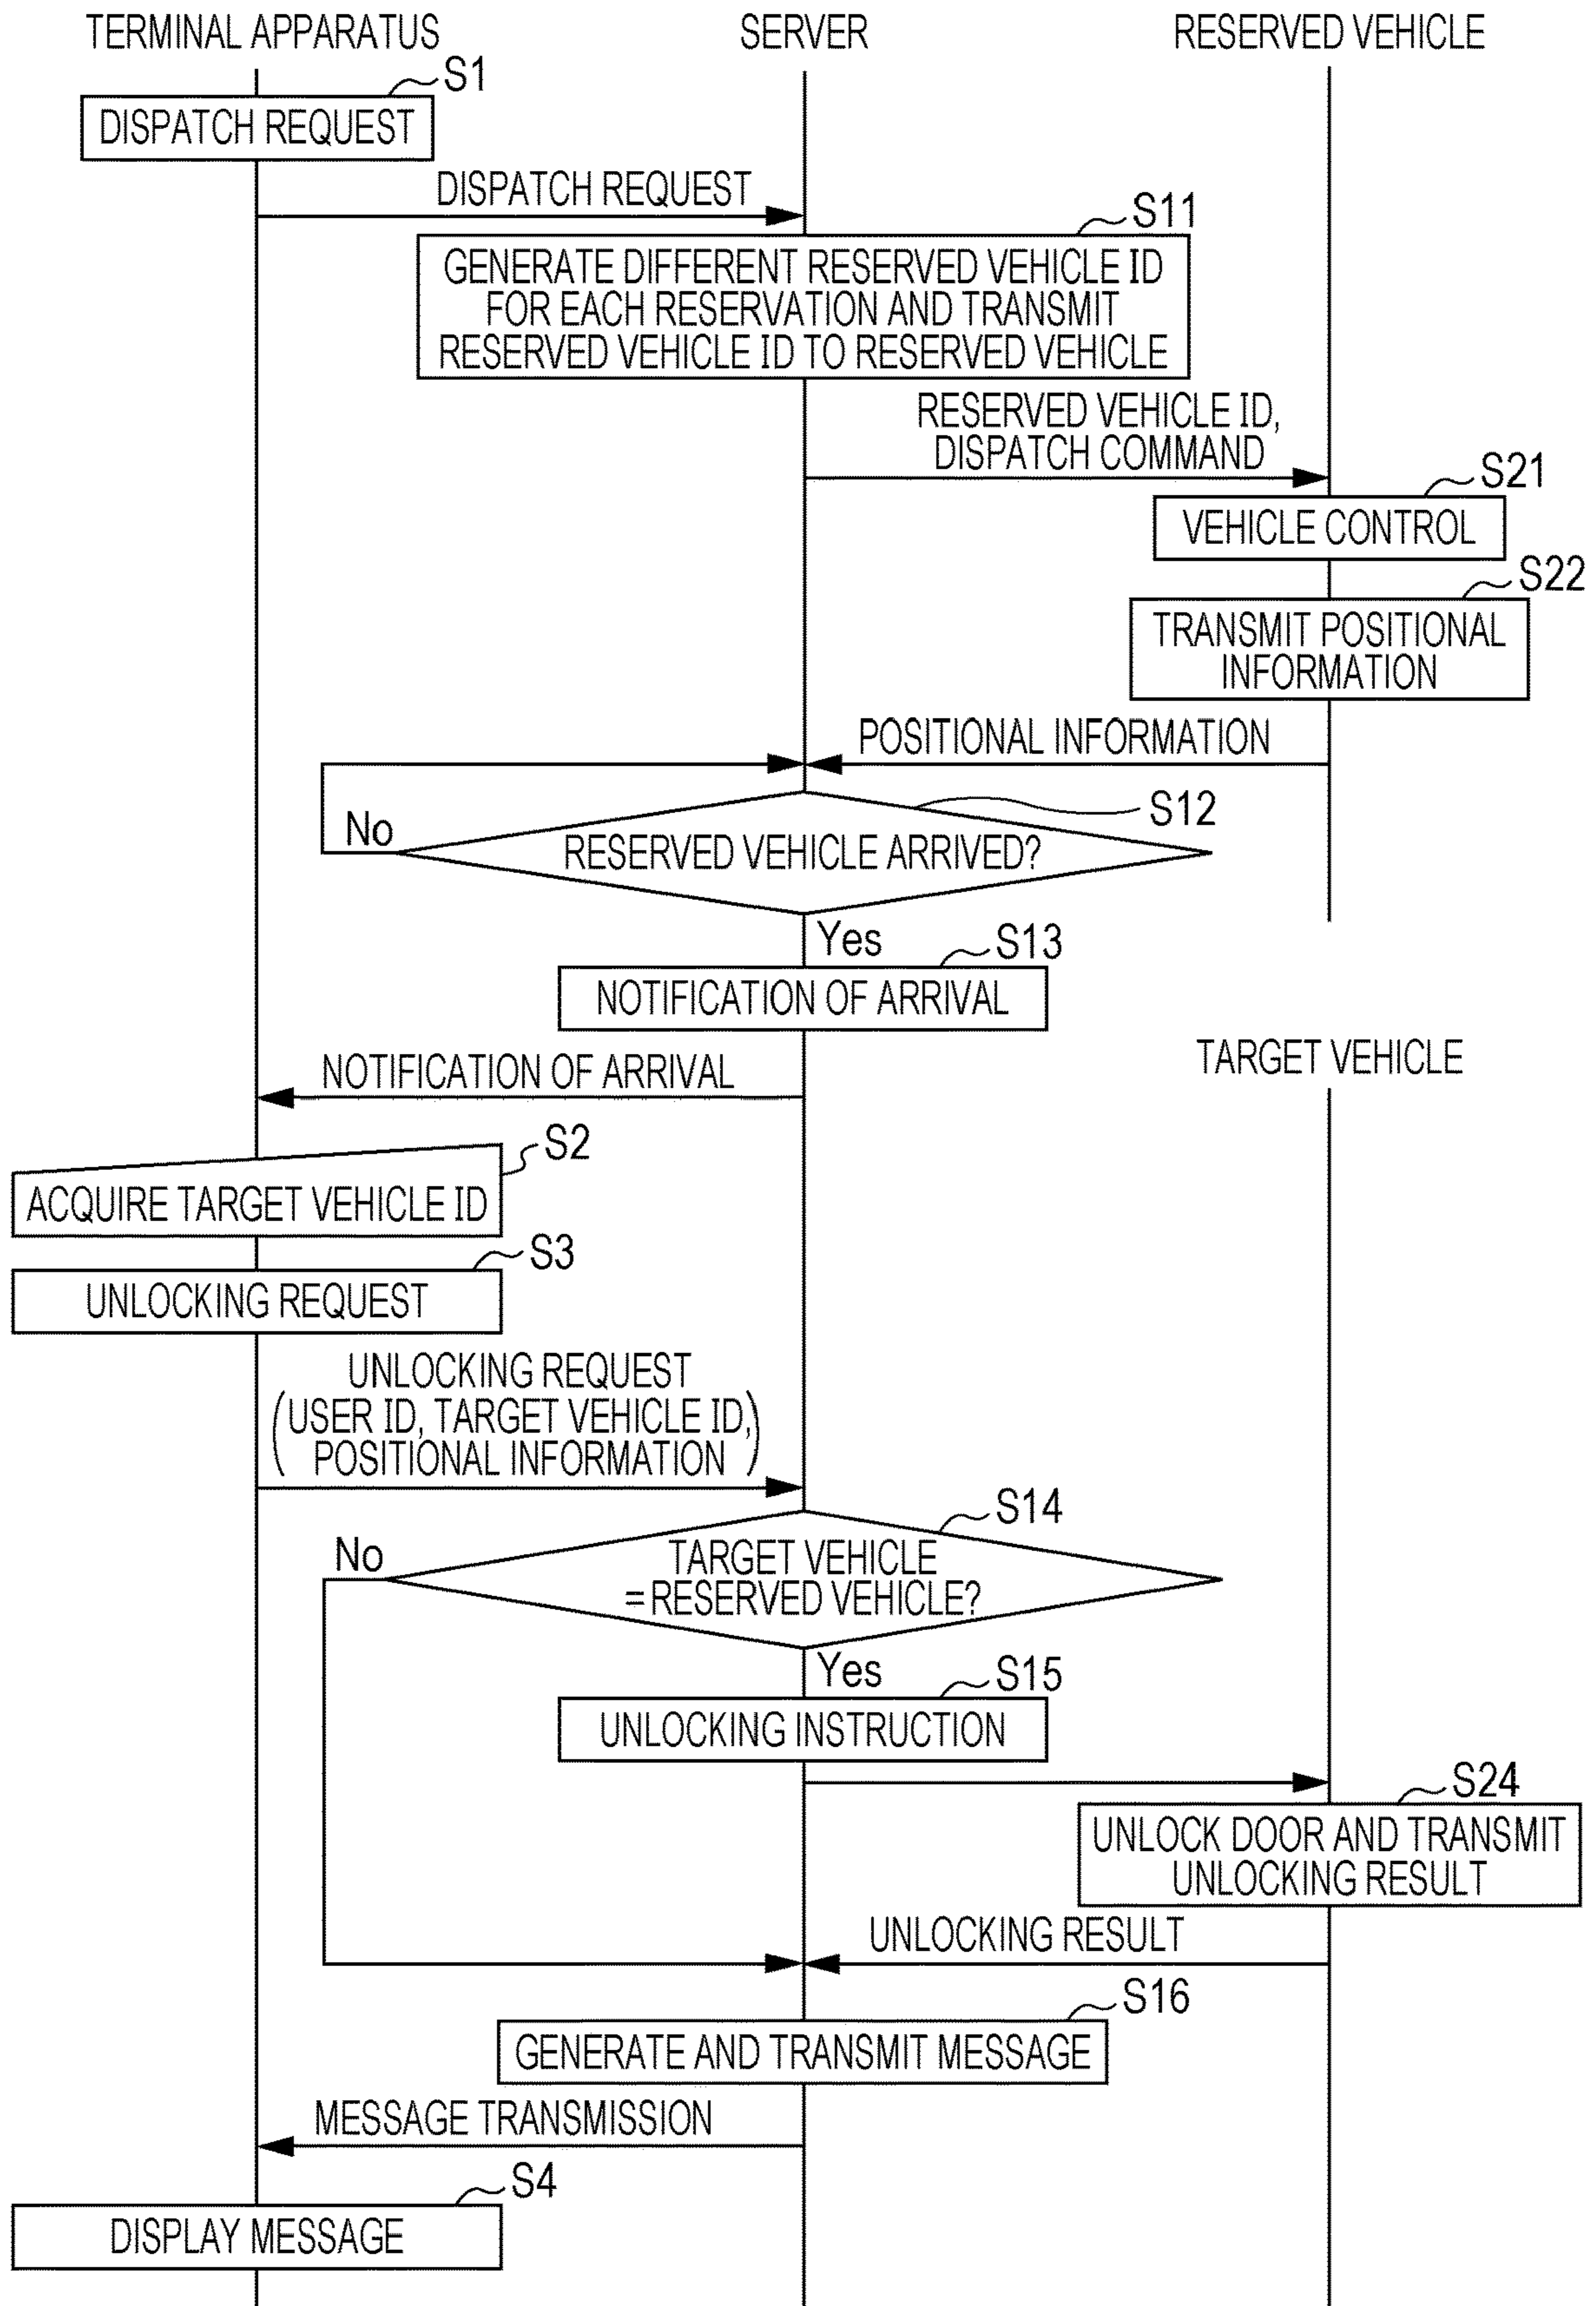 TERMINAL APPARATUS
SERVER
RESERVED VEHICLE
S1
DISPATCH REQUEST
DISPATCH REQUEST
S11
GENERATE DIFFERENT RESERVED VEHICLE ID
FOR EACH RESERVATION AND TRANSMIT
RESERVED VEHICLE ID TO RESERVED VEHICLE
RESERVED VEHICLE ID,
DISPATCH COMMAND
S21
VEHICLE CONTROL
S22
TRANSMIT POSITIONAL
INFORMATION
POSITIONAL INFORMATION
S12
No
RESERVED VEHICLE ARRIVED?
Yes
S13
NOTIFICATION OF ARRIVAL
NOTIFICATION OF ARRIVAL
TARGET VEHICLE
S2
ACQUIRE TARGET VEHICLE ID
S3
UNLOCKING REQUEST
UNLOCKING REQUEST
(USER ID, TARGET VEHICLE ID,
POSITIONAL INFORMATION)
S14
No
TARGET VEHICLE
=RESERVED VEHICLE?
Yes
S15
UNLOCKING INSTRUCTION
S24
UNLOCK DOOR AND TRANSMIT
UNLOCKING RESULT
UNLOCKING RESULT
S16
GENERATE AND TRANSMIT MESSAGE
MESSAGE TRANSMISSION
S4
DISPLAY MESSAGE